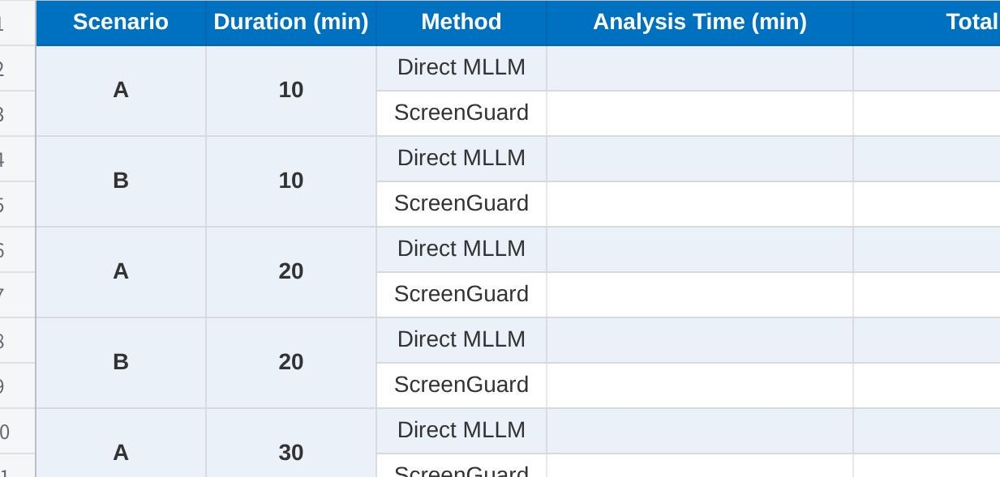 1 Scenario Duration (min) Method Analysis Time (min) Total
2 Direct MLLM
A 10
3 ScreenGuard
4 Direct MLLM
B 10
5 ScreenGuard
6 Direct MLLM
A 20
7 ScreenGuard
8 Direct MLLM
B 20
9 ScreenGuard
0 Direct MLLM
A 30
1 ScreenGuard